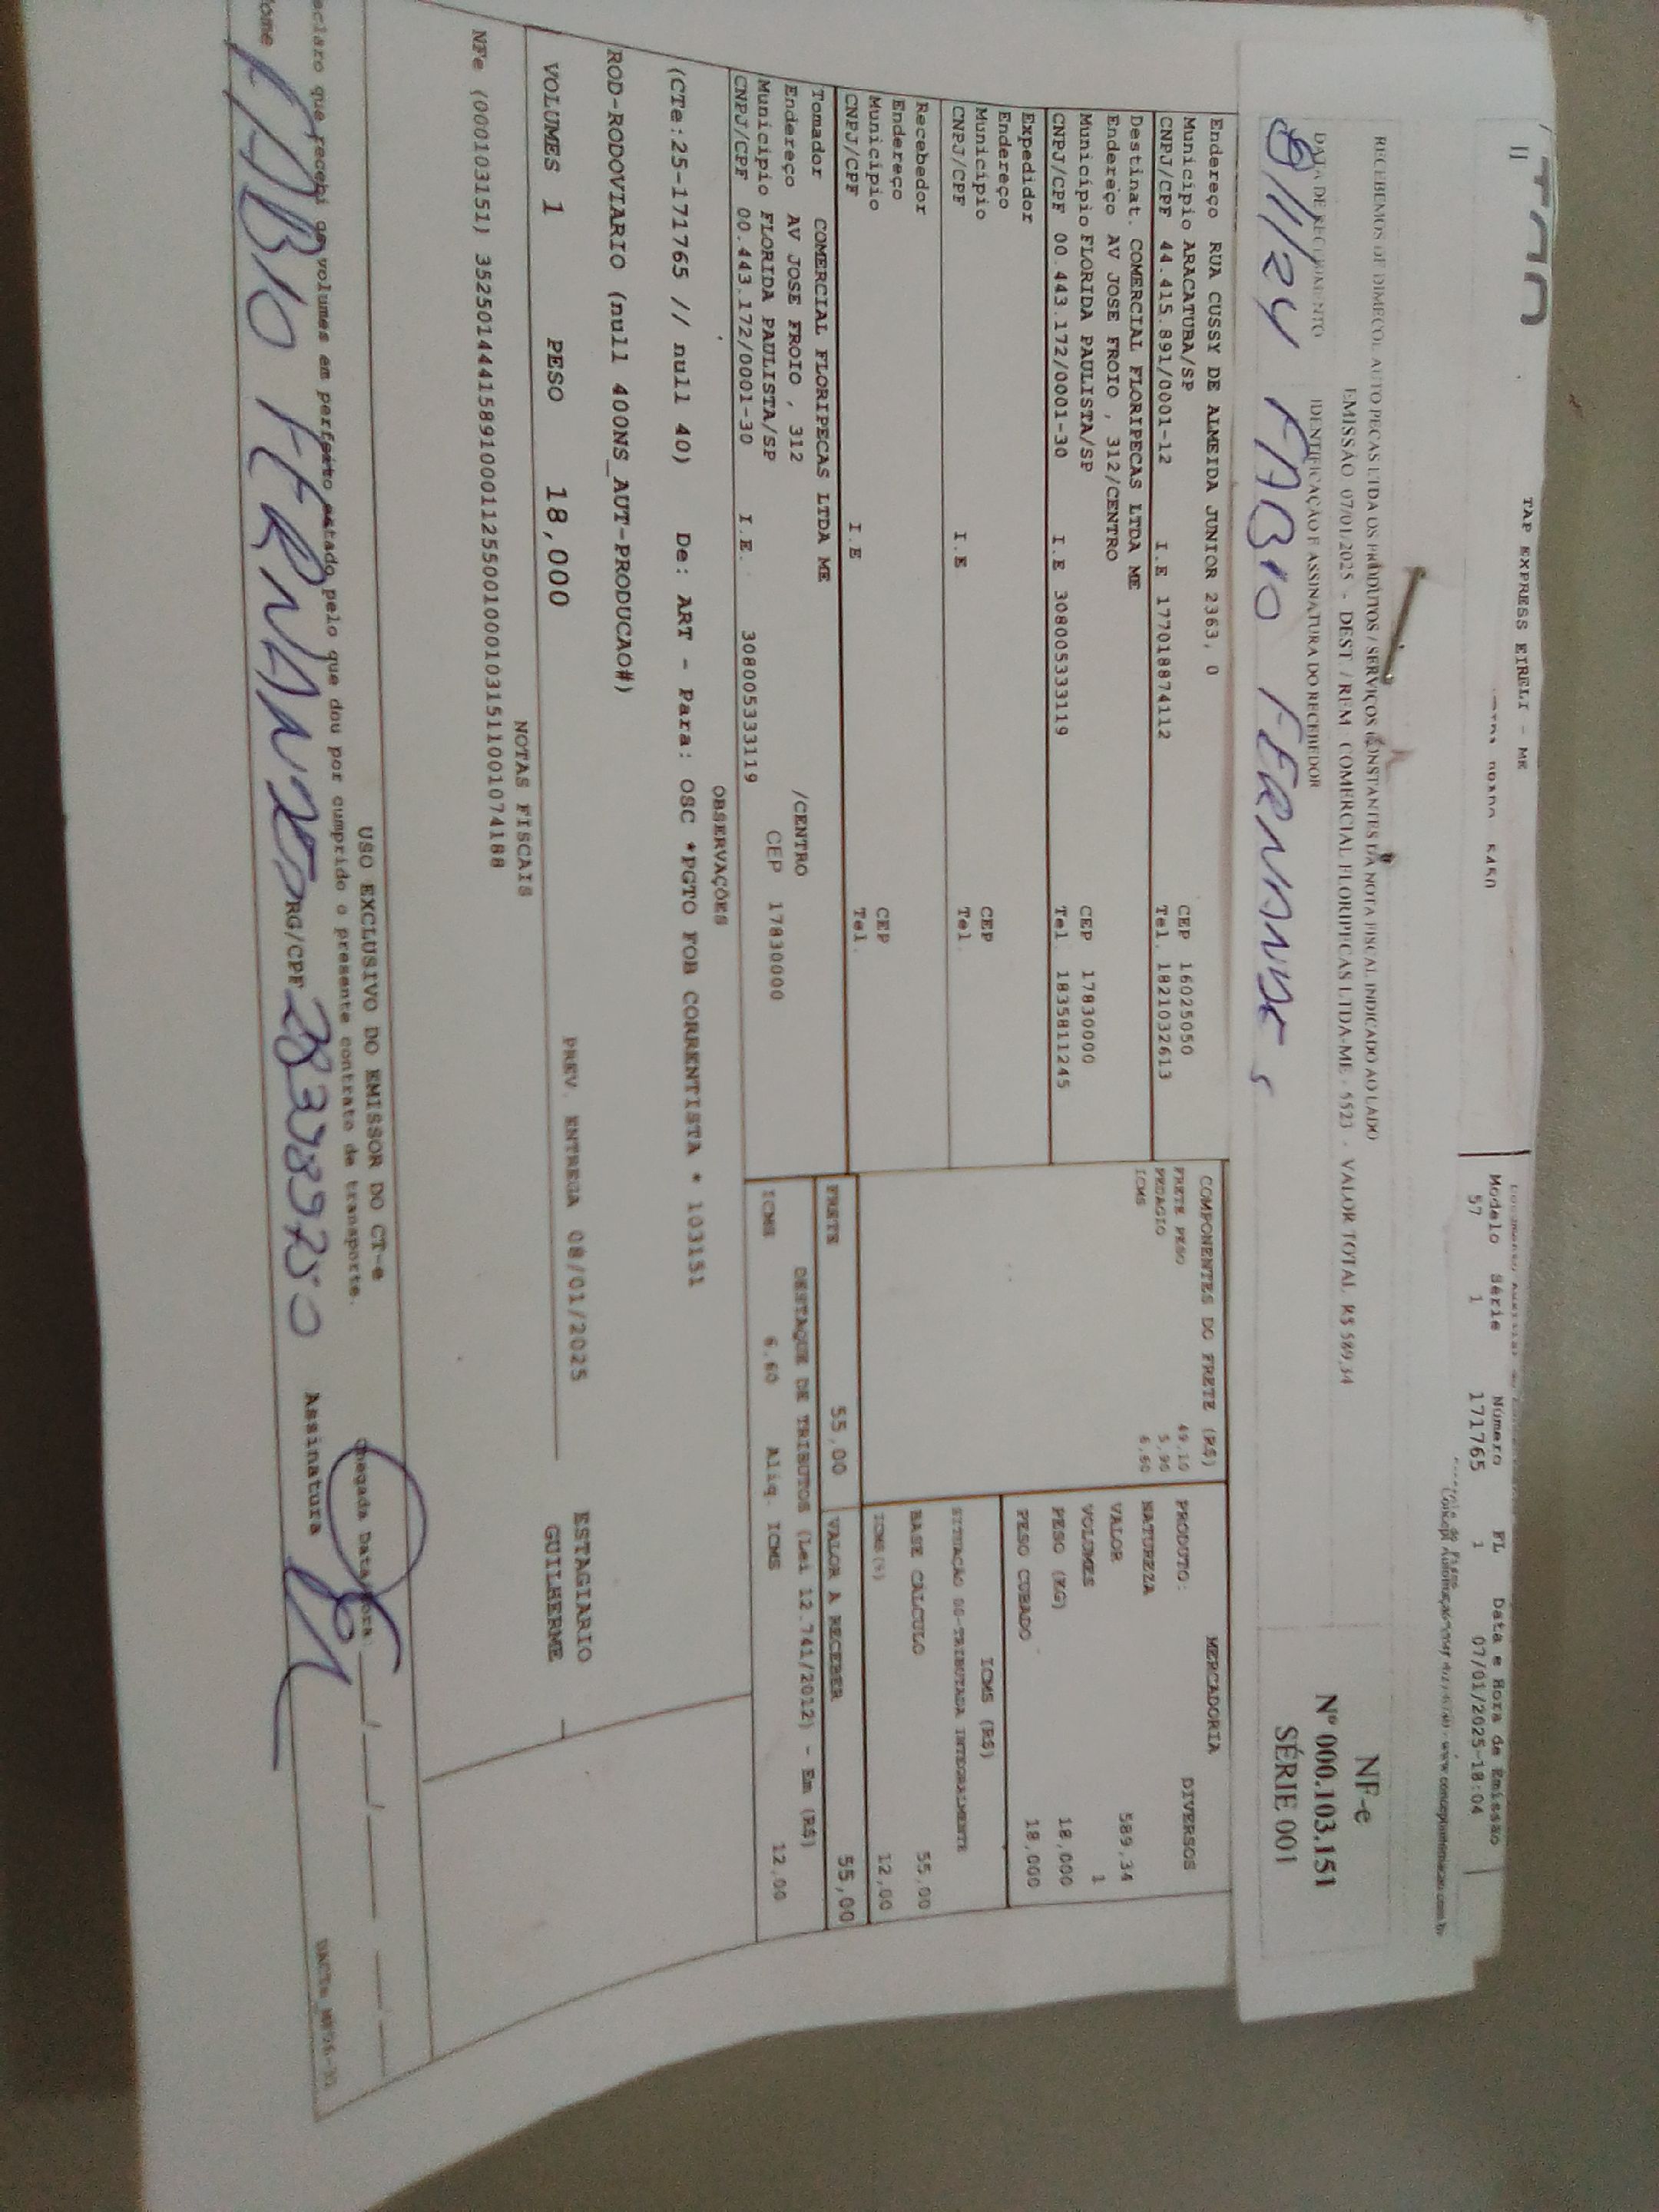 TAP EXPRESS EIRELI - ME
5450
Modelo Série Número FL Data e Hora de Emissão
57 1 171765 1 07/01/2025-18:04
RECEBEMOS DE DIMECOL AUTO PECAS LTDA OS PRODUTOS / SERVIÇOS CONSTANTES DA NOTA FISCAL INDICADO AO LADO
EMISSÃO 07/01/2025 - DEST. / REM: COMERCIAL FLORIPECAS LTDA-ME - 5523 - VALOR TOTAL R$ 589,34
DATA DE RECEBIMENTO IDENTIFICAÇÃO E ASSINATURA DO RECEBEDOR
8/1/24 FABIO FERNANDES
NF-e
Nº 000.103.151
SÉRIE 001
Endereço RUA CUSSY DE ALMEIDA JUNIOR 2363, 0
Município ARACATURA/SP CEP 16025050
CNPJ/CPF 44.415.891/0001-12 I.E 177018874112 Tel. 1821032613
Destinat. COMERCIAL FLORIPECAS LTDA ME
Endereço AV JOSE FROIO , 312/CENTRO
Município FLORIDA PAULISTA/SP CEP 17830000
CNPJ/CPF 00.443.172/0001-30 I.E 3080053333119 Tel 1835811245
Expedidor
Endereço
Município CEP
CNPJ/CPF I.E Tel.
Recebedor
Endereço
Município CEP
CNPJ/CPF I.E Tel.
Tomador COMERCIAL FLORIPECAS LTDA ME
Endereço AV JOSE FROIO , 312 /CENTRO
Município FLORIDA PAULISTA/SP CEP 17830000
CNPJ/CPF 00.443.172/0001-30 I.E. 3080053333119
COMPONENTES DO FRETE (R$)
FRETE PESO 49,10
PEDAGIO 5,90
ICMS 6,60
MERCADORIA
PRODUTO: DIVERSOS
NATUREZA
VALOR 589,34
VOLUMES 1
PESO (KG) 18,000
PESO CUBADO 18,000
ICMS (R$)
SITUAÇÃO 00-TRIBUTADA INTEGRALMENTE
BASE CÁLCULO 55,00
ICMS(%) 12,00
FRETE 55,00 VALOR A RECEBER 55,00
DESTAQUE DE TRIBUTOS (Lei 12.741/2012) - Em (R$)
ICMS 6.60 Aliq. ICMS 12,00
OBSERVAÇÕES
(CTe:25-171765 // null 40) De: ART - Para: OSC *PGTO FOB CORRENTISTA * 103151
ROD-RODOVIARIO (null 400NS_AUT-PRODUCAO#)
VOLUMES 1 PESO 18,000 PREV. ENTREGA 08/01/2025
ESTAGIARIO
GUILHERME
NOTAS FISCAIS
NFe (000103151) 35250144415891000112550010001031511001074188
USO EXCLUSIVO DO EMISSOR DO CT-e
eclaro que recebi os volumes em perfeito estado pelo que dou por cumprido o presente contrato de transporte.
Chegada Data/Hora: __/__/__
ome FABIO FERNANDES RG/CPF 283989250 Assinatura